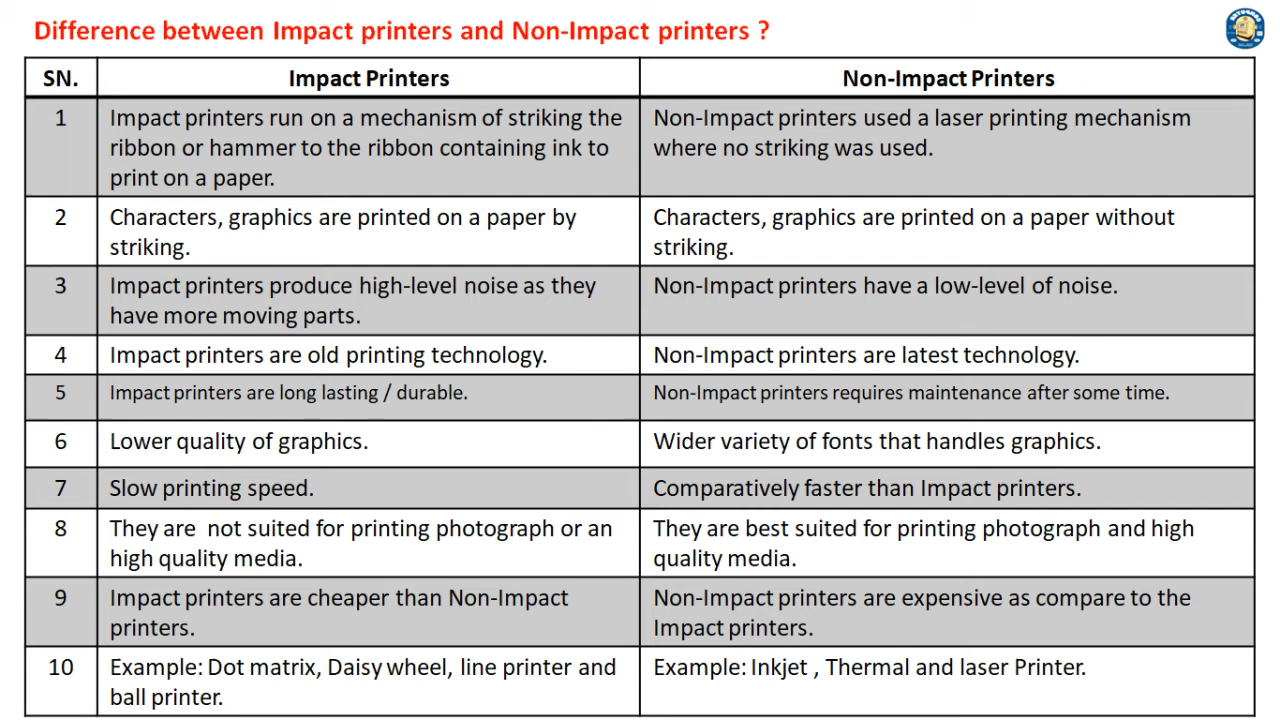 Difference between Impact printers and Non-Impact printers ?
SN.
Impact Printers
Non-Impact Printers
1
Impact printers run on a mechanism of striking the
ribbon or hammer to the ribbon containing ink to
print on a paper.
Non-Impact printers used a laser printing mechanism
where no striking was used.
2
Characters, graphics are printed on a paper by
striking.
Characters, graphics are printed on a paper without
striking.
3
Impact printers produce high-level noise as they
have more moving parts.
Non-Impact printers have a low-level of noise.
4
Impact printers are old printing technology.
Non-Impact printers are latest technology.
5
Impact printers are long lasting / durable.
Non-Impact printers requires maintenance after some time.
6
Lower quality of graphics.
Wider variety of fonts that handles graphics.
7
Slow printing speed.
Comparatively faster than Impact printers.
8
They are  not suited for printing photograph or an
high quality media.
They are best suited for printing photograph and high
quality media.
9
Impact printers are cheaper than Non-Impact
printers.
Non-Impact printers are expensive as compare to the
Impact printers.
10
Example: Dot matrix, Daisy wheel, line printer and
ball printer.
Example: Inkjet , Thermal and laser Printer.